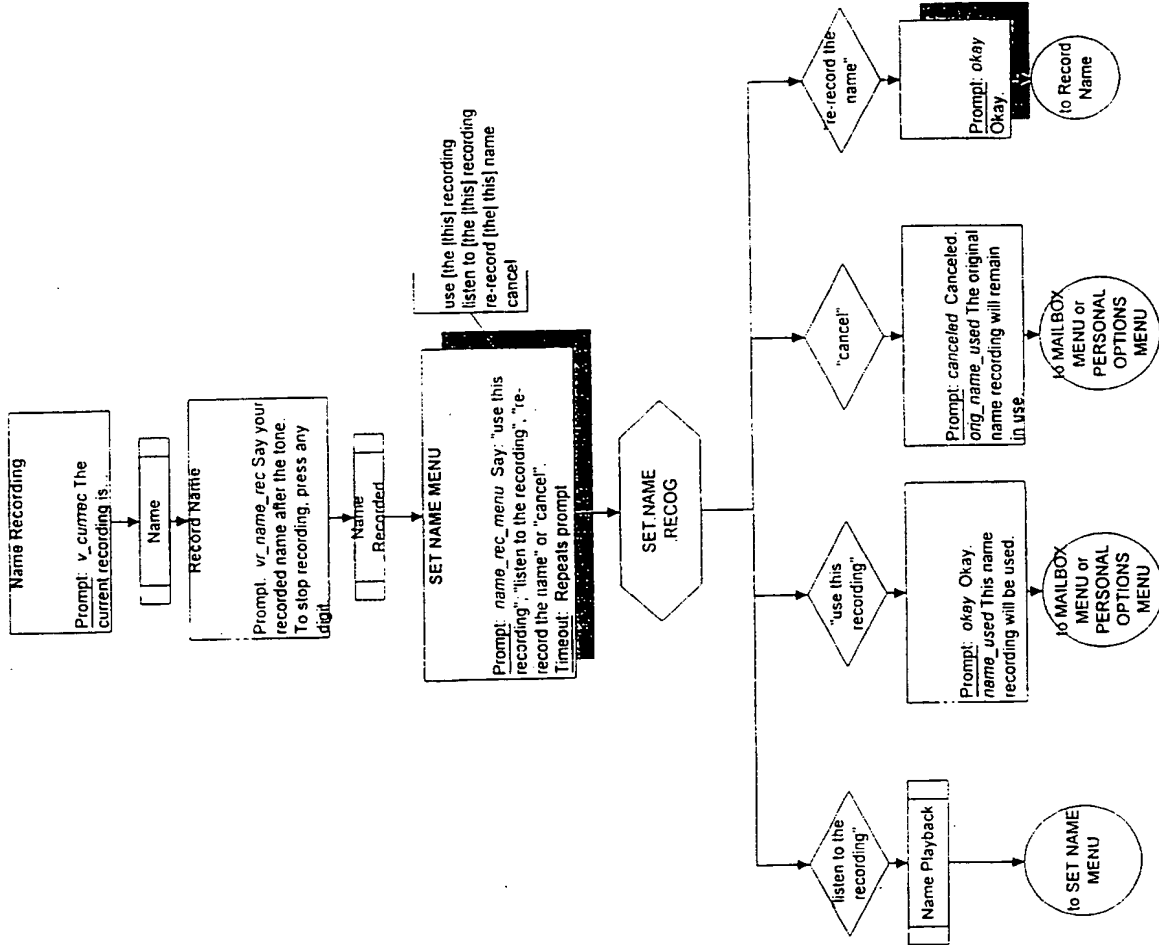 Name Recording
Prompt: v_currec The
current recording is...
Name
Record Name
Prompt. vr_name_rec Say your
recorded name after the tone.
To stop recording, press any
digit.
Name
Recorded
SET NAME MENU
Prompt: name_rec_menu Say: "use this
recording", "listen to the recording", "re-
record the name" or "cancel".
Timeout: Repeats prompt
use [the |this] recording
listen to [the |this] recording
re-record [the| this] name
cancel
SET.NAME
.RECOG
"listen to the
recording"
Name Playback
to SET NAME
MENU
"use this
recording"
Prompt: okay Okay.
name_used This name
recording will be used.
to MAILBOX
MENU or
PERSONAL
OPTIONS
MENU
"cancel"
Prompt: canceled Canceled.
orig_name_used The original
name recording will remain
in use.
to MAILBOX
MENU or
PERSONAL
OPTIONS
MENU
"re-record the
name"
Prompt: okay
Okay.
to Record
Name